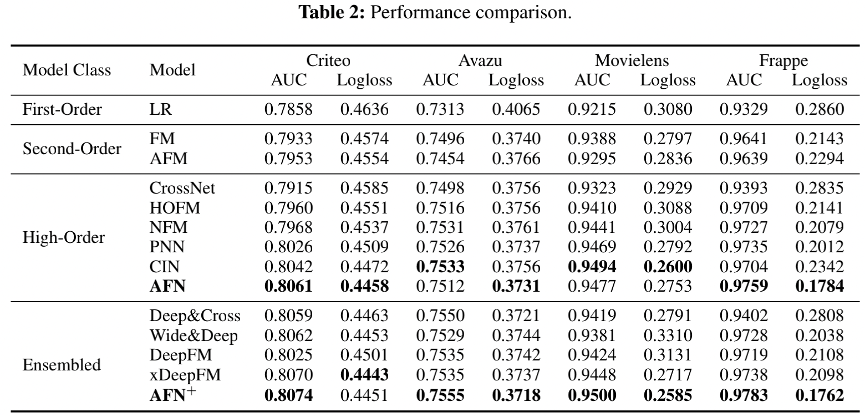 Table 2: Performance comparison.
Model Class Model Criteo Avazu Movielens Frappe
AUC Logloss AUC Logloss AUC Logloss AUC Logloss
First-Order LR 0.7858 0.4636 0.7313 0.4065 0.9215 0.3080 0.9329 0.2860
Second-Order FM 0.7933 0.4574 0.7496 0.3740 0.9388 0.2797 0.9641 0.2143
AFM 0.7953 0.4554 0.7454 0.3766 0.9295 0.2836 0.9639 0.2294
High-Order CrossNet 0.7915 0.4585 0.7498 0.3756 0.9323 0.2929 0.9393 0.2835
HOFM 0.7960 0.4551 0.7516 0.3756 0.9410 0.3088 0.9709 0.2141
NFM 0.7968 0.4537 0.7531 0.3761 0.9441 0.3004 0.9727 0.2079
PNN 0.8026 0.4509 0.7526 0.3737 0.9469 0.2792 0.9735 0.2012
CIN 0.8042 0.4472 0.7533 0.3756 0.9494 0.2600 0.9704 0.2342
AFN 0.8061 0.4458 0.7512 0.3731 0.9477 0.2753 0.9759 0.1784
Ensembled Deep&Cross 0.8059 0.4463 0.7550 0.3721 0.9419 0.2791 0.9402 0.2808
Wide&Deep 0.8062 0.4453 0.7529 0.3744 0.9381 0.3310 0.9728 0.2038
DeepFM 0.8025 0.4501 0.7535 0.3742 0.9424 0.3131 0.9719 0.2108
xDeepFM 0.8070 0.4443 0.7535 0.3737 0.9448 0.2717 0.9738 0.2098
AFN+ 0.8074 0.4451 0.7555 0.3718 0.9500 0.2585 0.9783 0.1762